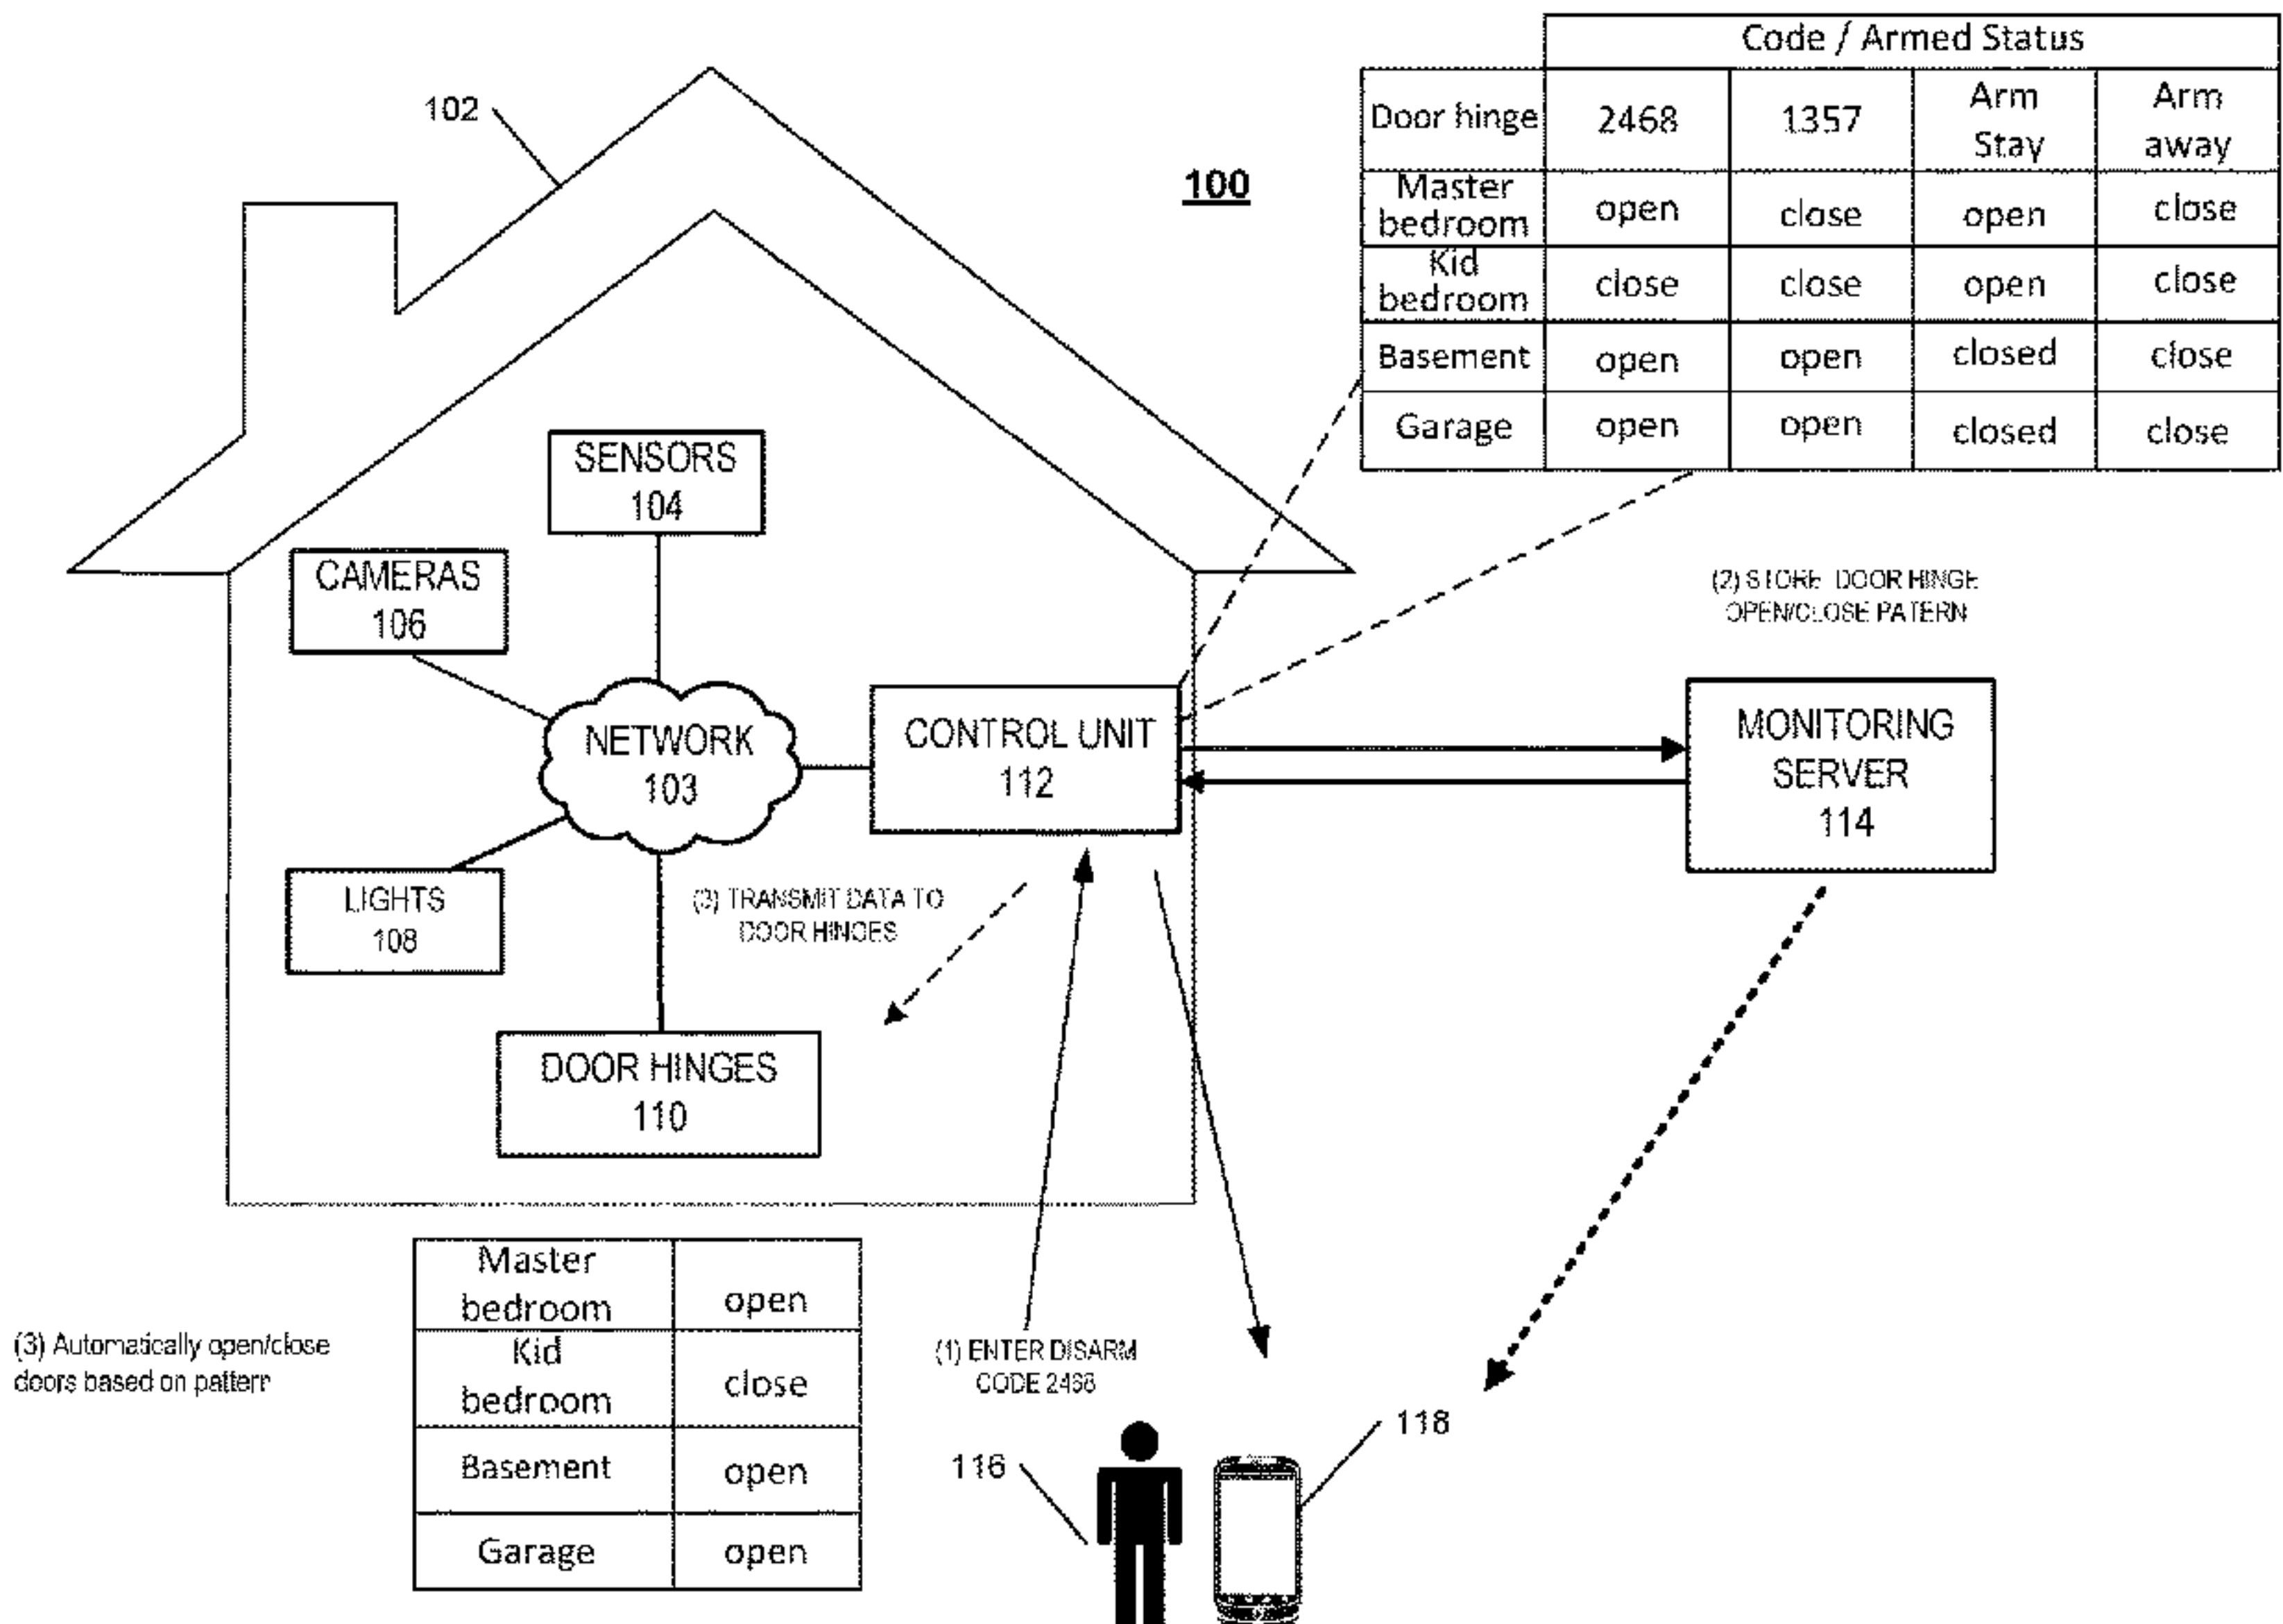 Code / Armed Status
Door hinge 2468 1357 Arm Stay Arm away
Master bedroom open close open close
Kid bedroom close close open close
Basement open open closed close
Garage open open closed close
102
100
SENSORS
104
CAMERAS
106
(2) STORE DOOR HINGE
OPEN/CLOSE PATERN
NETWORK
103
CONTROL UNIT
112
MONITORING
SERVER
114
LIGHTS
108
(3) TRANSMIT DATA TO
DOOR HINGES
DOOR HINGES
110
(3) Automatically open/close
doors based on pattern
Master bedroom open
Kid bedroom close
Basement open
Garage open
(1) ENTER DISARM
CODE 2468
116
118